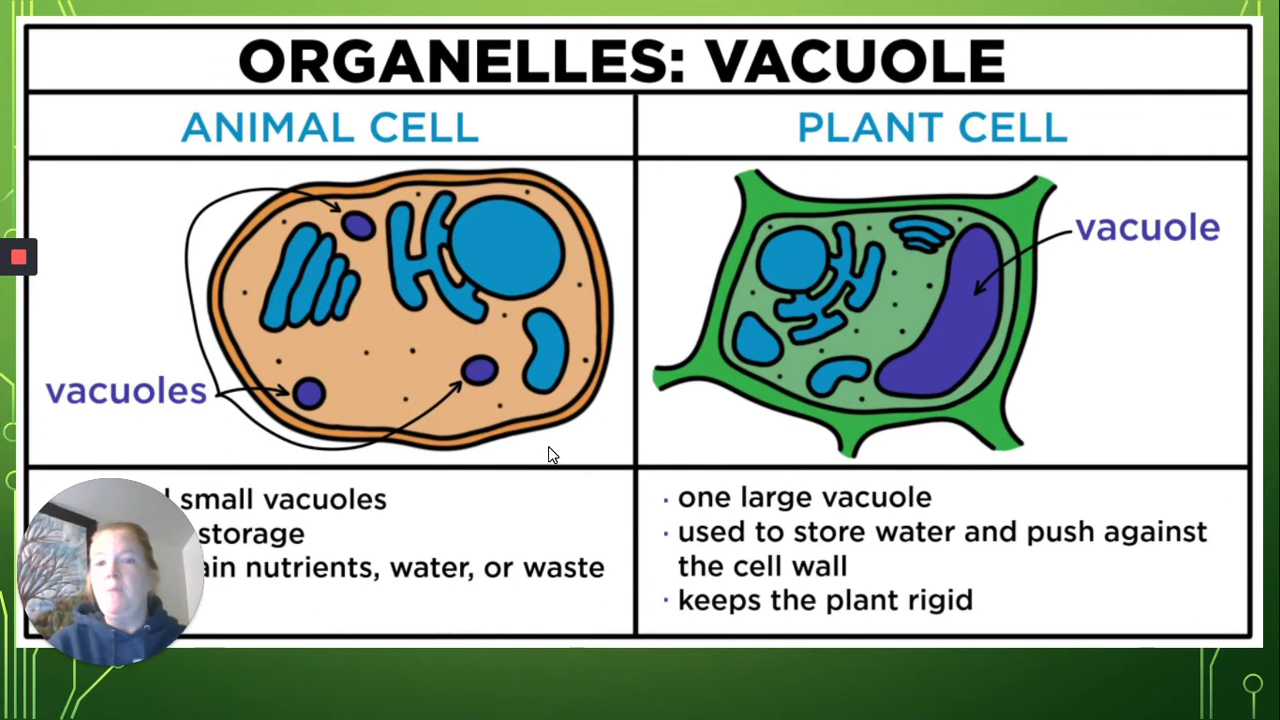 ORGANELLES: VACUOLE
ANIMAL CELL
PLANT CELL
vacuoles
vacuole
small vacuoles
storage
nutrients, water, or waste
· one large vacuole
· used to store water and push against
the cell wall
· keeps the plant rigid